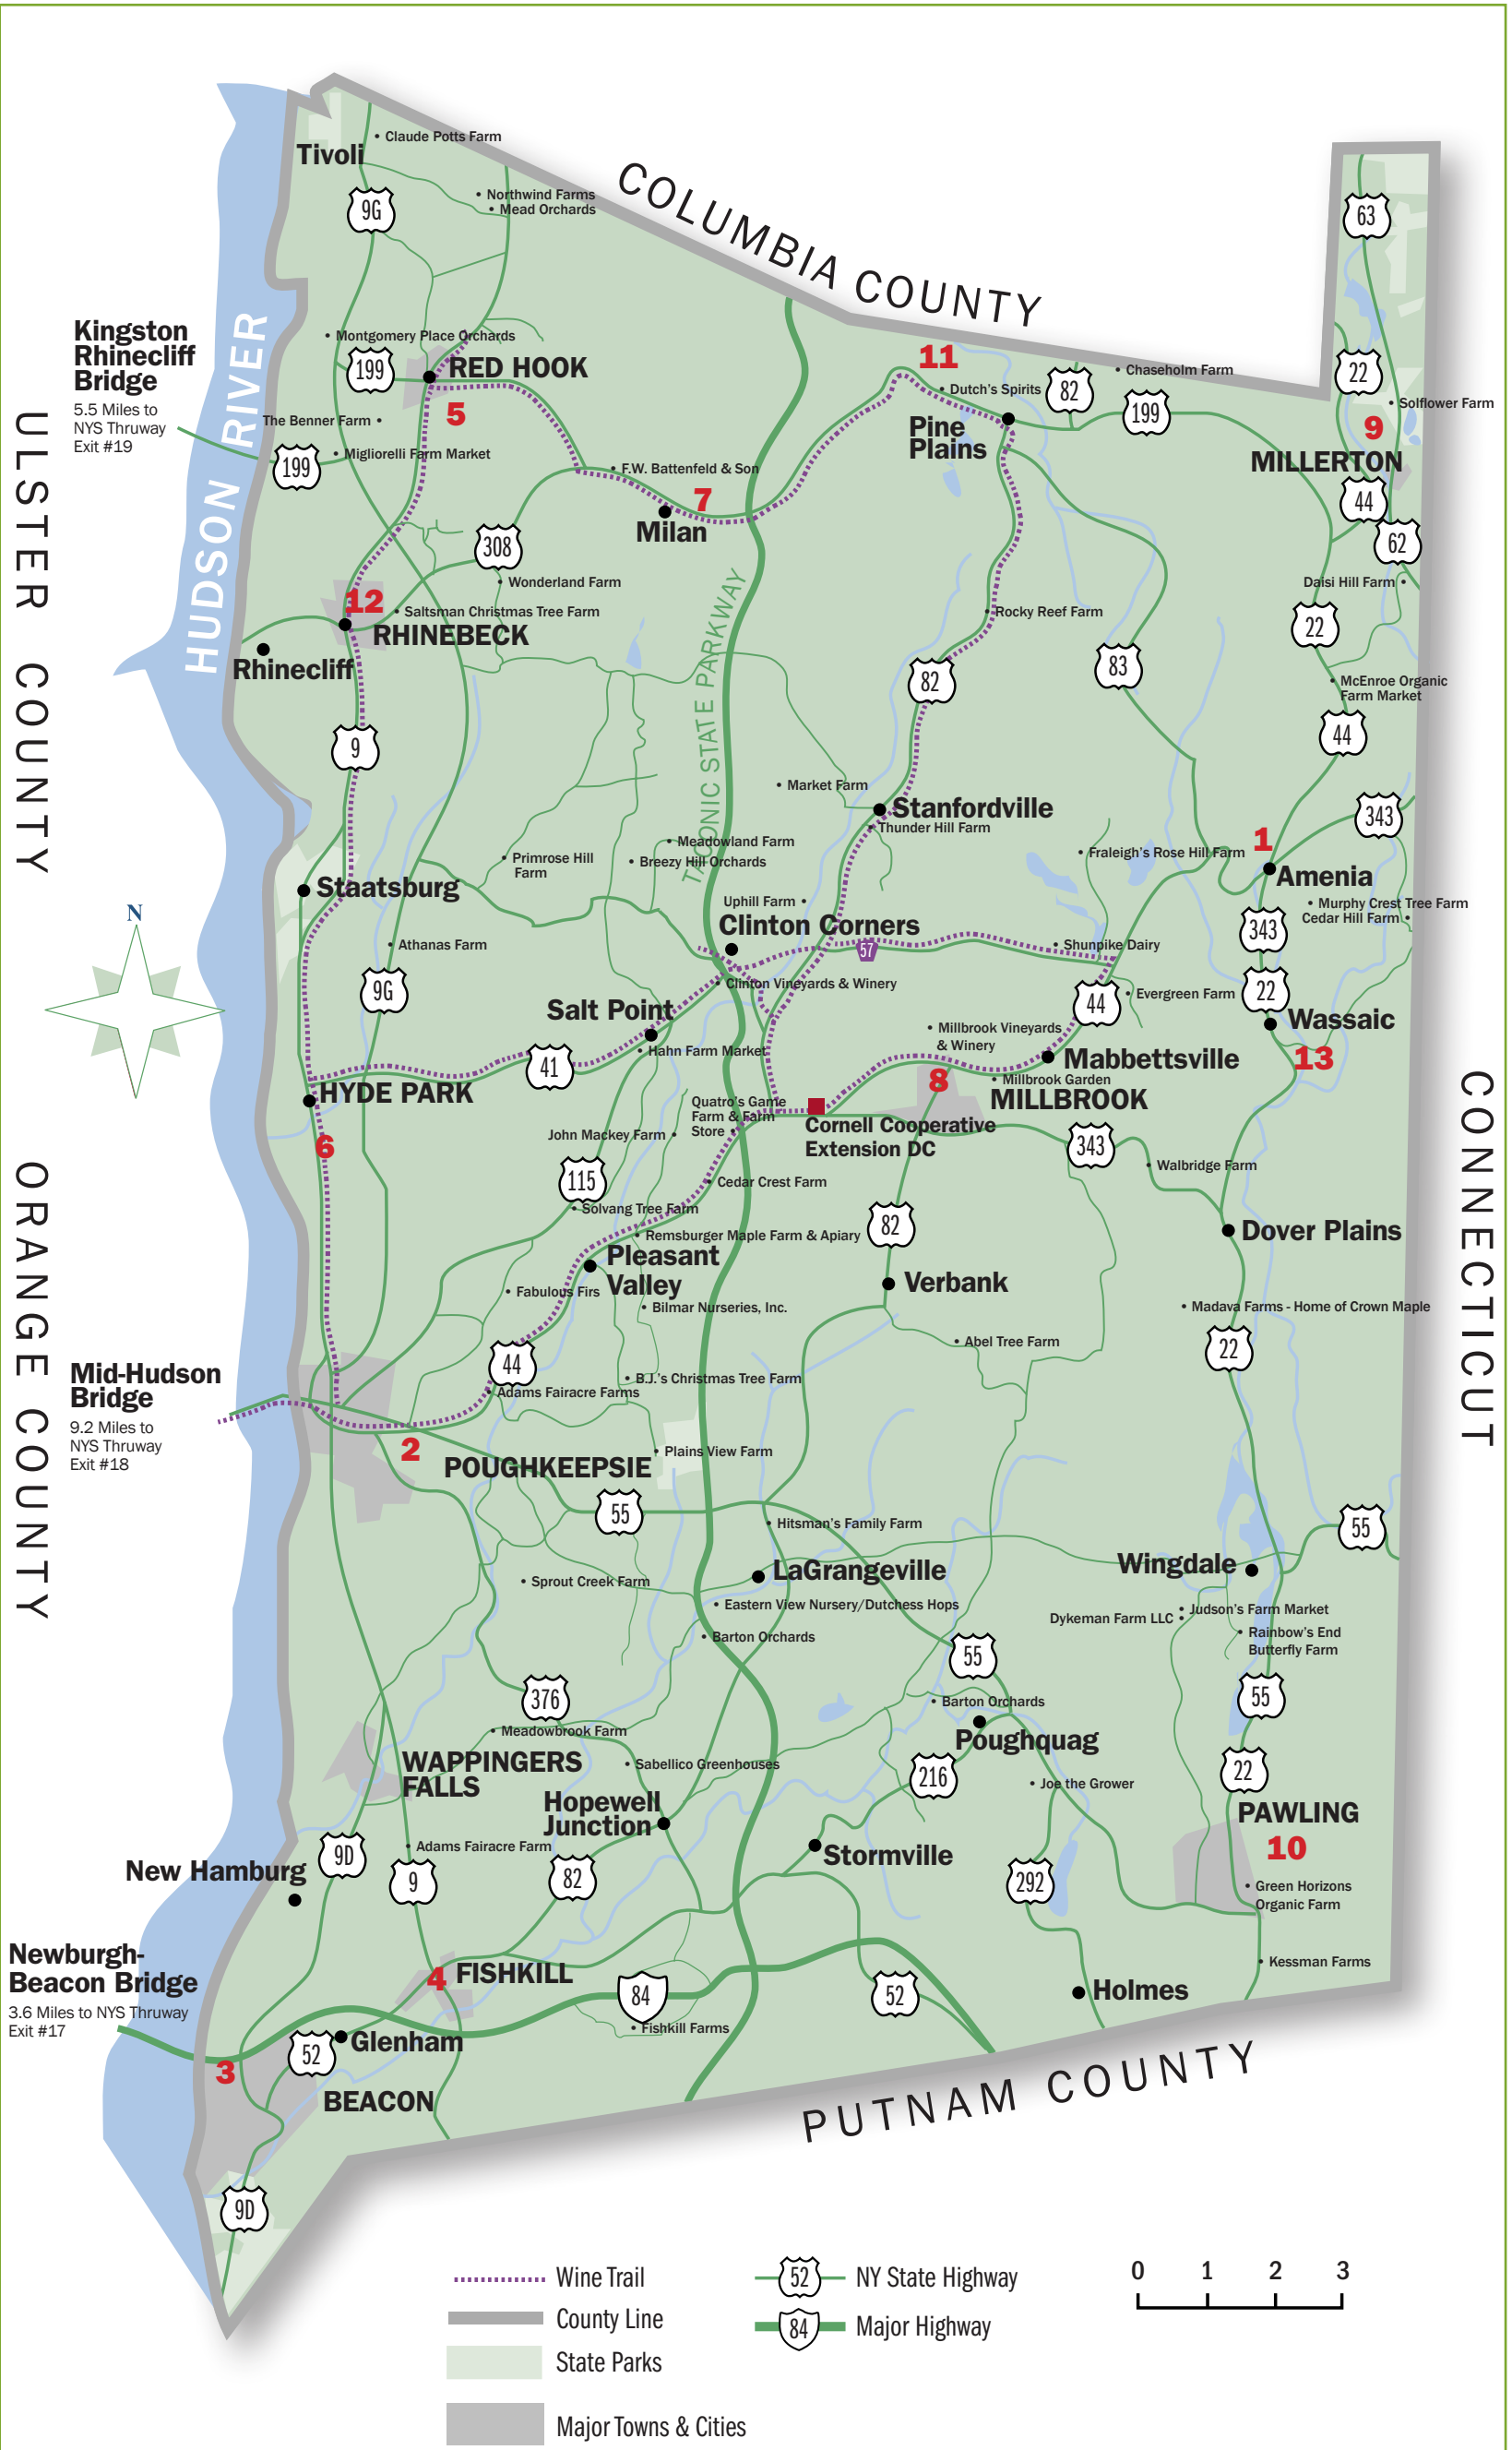 COLUMBIA COUNTY
Claude Potts Farm
Tivoli
9G
Northwind Farms
Mead Orchards
63
Kingston
Rhinecliff
Bridge
5.5 Miles to
NYS Thruway
Exit #19
HUDSON RIVER
ULSTER COUNTY
Montgomery Place Orchards
199
RED HOOK
5
The Benner Farm
Migliorelli Farm Market
199
11
Dutch's Spirits
82
Chaseholm Farm
199
Pine
Plains
22
Solflower Farm
9
MILLERTON
44
62
F.W. Battenfeld & Son
7
Milan
308
Wonderland Farm
Daisi Hill Farm
12
Saltsman Christmas Tree Farm
RHINEBECK
Rhinecliff
TACONIC STATE PARKWAY
Rocky Reef Farm
22
82
83
McEnroe Organic
Farm Market
44
9
Market Farm
Stanfordville
Thunder Hill Farm
343
1
Fraleigh's Rose Hill Farm
Amenia
Meadowland Farm
Breezy Hill Orchards
Primrose Hill
Farm
Staatsburg
Uphill Farm
Murphy Crest Tree Farm
Cedar Hill Farm
N
Clinton Corners
57
Shunpike Dairy
343
Athanas Farm
9G
Clinton Vineyards & Winery
44
Evergreen Farm
22
Salt Point
Hahn Farm Market
Millbrook Vineyards
& Winery
Wassaic
13
41
HYDE PARK
Mabbettsville
8
Millbrook Garden
MILLBROOK
6
Quatro's Game
Farm & Farm
Store
John Mackey Farm
Cornell Cooperative
Extension DC
343
CONNECTICUT
ORANGE COUNTY
115
Cedar Crest Farm
Walbridge Farm
Solvang Tree Farm
82
Remsburger Maple Farm & Apiary
Dover Plains
Pleasant
Valley
Verbank
Fabulous Firs
Bilmar Nurseries, Inc.
Madava Farms - Home of Crown Maple
44
Abel Tree Farm
22
Mid-Hudson
Bridge
9.2 Miles to
NYS Thruway
Exit #18
B.J.'s Christmas Tree Farm
Adams Fairacre Farms
2
POUGHKEEPSIE
Plains View Farm
55
Hitsman's Family Farm
55
LaGrangeville
Wingdale
Sprout Creek Farm
Eastern View Nursery/Dutchess Hops
Judson's Farm Market
Dykeman Farm LLC
Rainbow's End
Butterfly Farm
Barton Orchards
55
376
Barton Orchards
55
Meadowbrook Farm
Poughquag
WAPPINGERS
FALLS
Sabellico Greenhouses
216
Joe the Grower
22
Hopewell
Junction
PAWLING
10
Adams Fairacre Farm
9D
9
82
Stormville
New Hamburg
292
Green Horizons
Organic Farm
Newburgh-
Beacon Bridge
3.6 Miles to NYS Thruway
Exit #17
4
FISHKILL
84
52
Kessman Farms
Holmes
Fishkill Farms
52
Glenham
3
BEACON
PUTNAM COUNTY
9D
Wine Trail
County Line
State Parks
Major Towns & Cities
52
NY State Highway
84
Major Highway
0 1 2 3